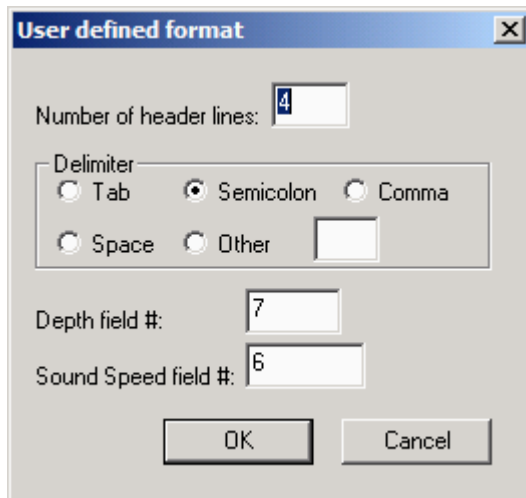 User defined format
Number of header lines: 4
Delimiter
Tab Semicolon Comma
Space Other
Depth field #: 7
Sound Speed field #: 6
OK Cancel